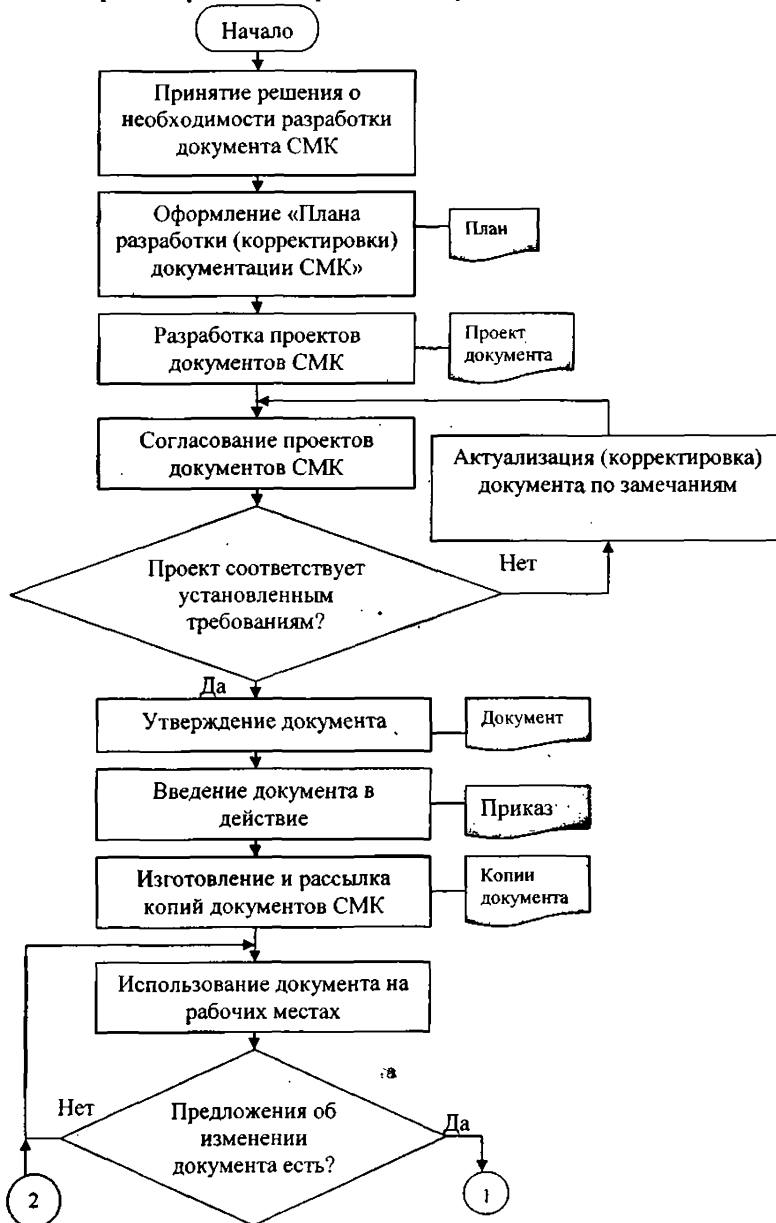 Начало
Принятие решения о
необходимости разработки
документа СМК
Оформление «Плана
разработки (корректировки)
документации СМК»
План
Разработка проектов
документов СМК
Проект
документа
Согласование проектов
документов СМК
Актуализация (корректировка)
документа по замечаниям
Проект соответствует
установленным
требованиям?
Нет
Да
Утверждение документа
Документ
Введение документа в
действие
Приказ
Изготовление и рассылка
копий документов СМК
Копии
документа
Использование документа на
рабочих местах
Нет
Предложения об
изменении
документа есть?
Да
2
1